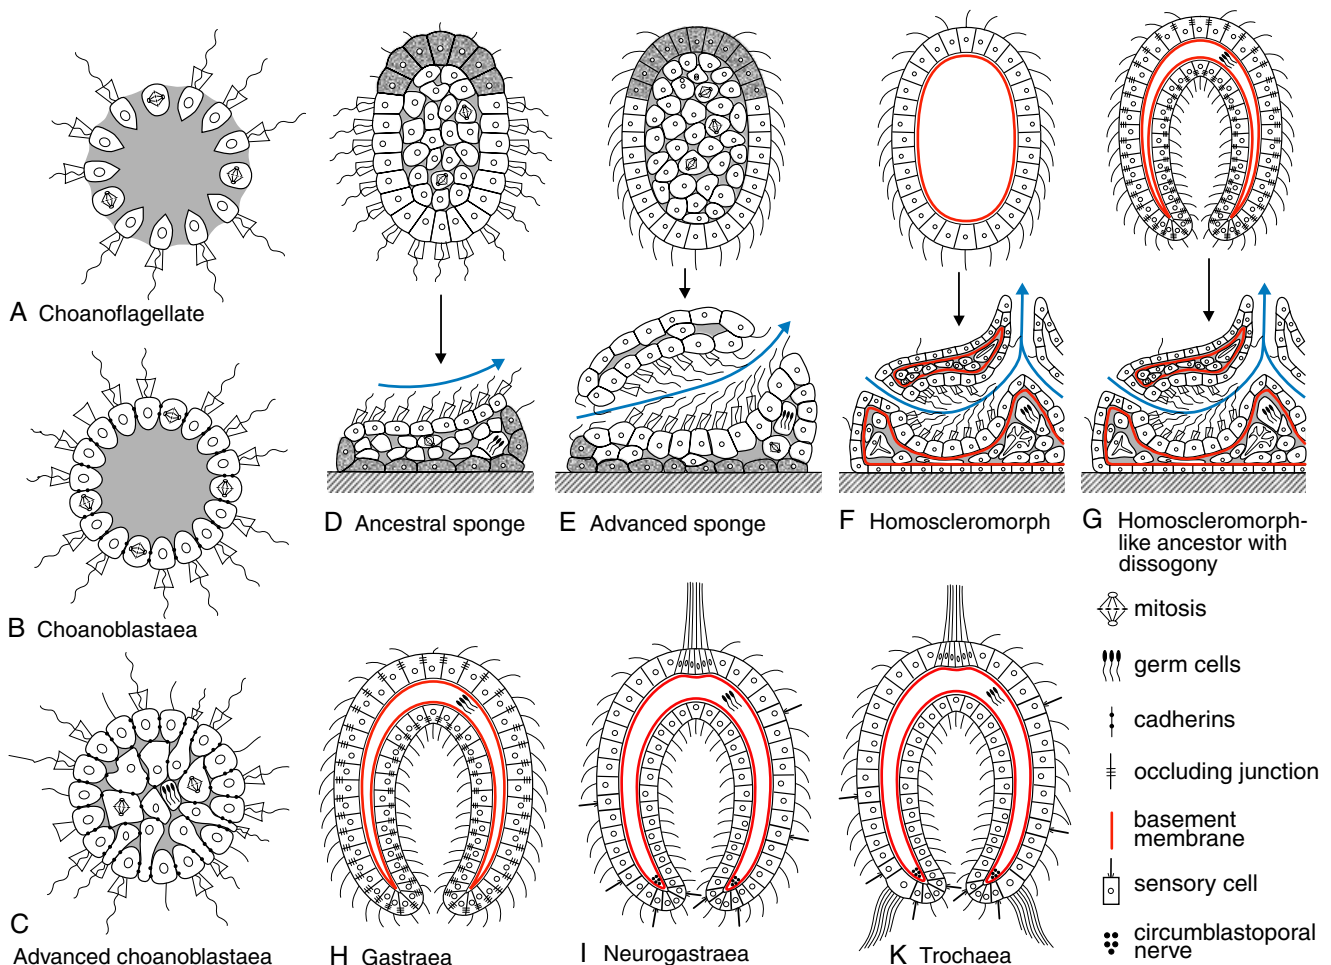 A Choanoflagellate
B Choanoblastaea
C
Advanced choanoblastaea
D Ancestral sponge
E Advanced sponge
F Homoscleromorph
G Homoscleromorph-
like ancestor with
dissogony
mitosis
germ cells
cadherins
occluding junction
basement
membrane
sensory cell
circumblastoporal
nerve
H Gastraea
I Neurogastraea
K Trochaea